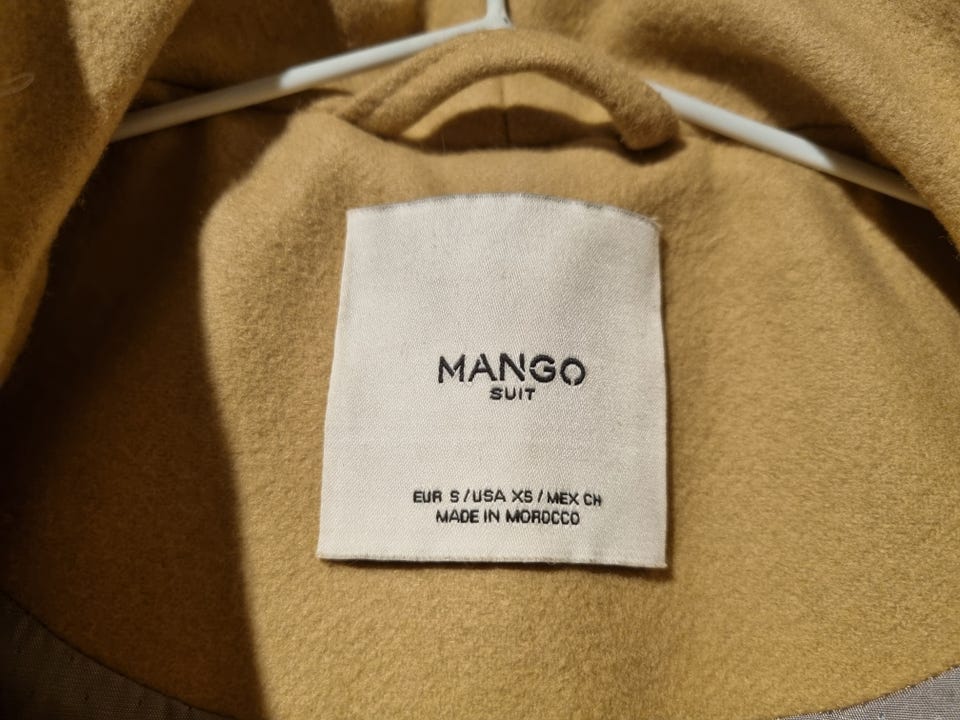 MANGO
SUIT
EUR S/USA XS/MEX CH
MADE IN MOROCCO